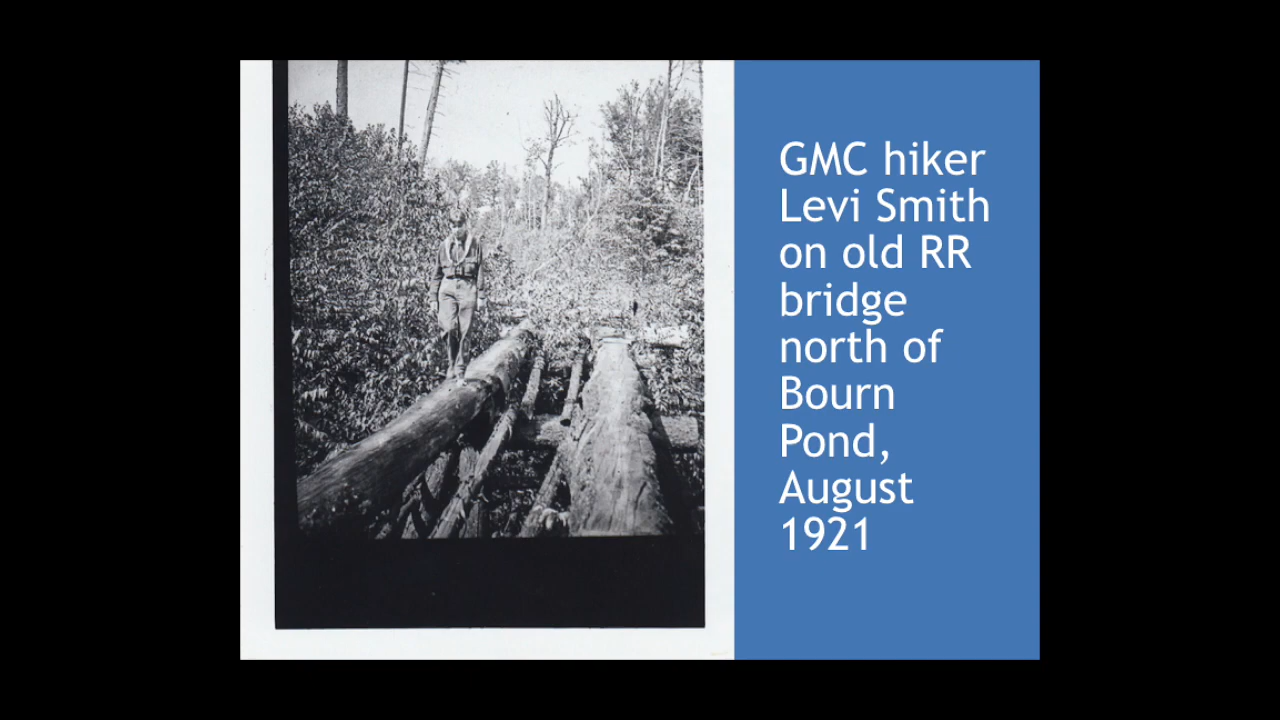 GMC hiker
Levi Smith
on old RR
bridge
north of
Bourn
Pond,
August
1921